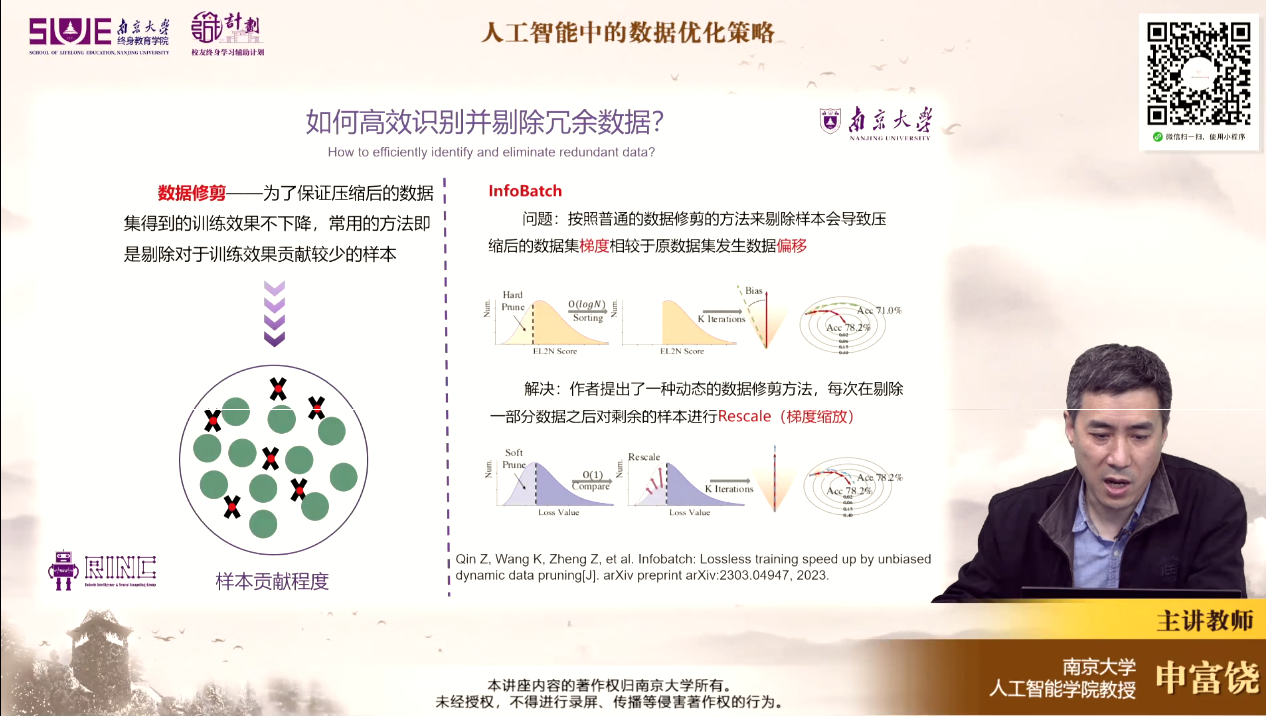 SLUE
南京大学
终身教育学院
SCHOOL OF LIFELONG EDUCATION, NANJING UNIVERSITY
計劃
校友终身学习辅助计划
人工智能中的数据优化策略
微信扫一扫,使用小程序
如何高效识别并剔除冗余数据?
How to efficiently identify and eliminate redundant data?
南京大学
NANJING UNIVERSITY
数据修剪——为了保证压缩后的数据
集得到的训练效果不下降,常用的方法即
是剔除对于训练效果贡献较少的样本
样本贡献程度
RINC
Robotic Intelligence & Neural Computing Group
InfoBatch
问题:按照普通的数据修剪的方法来剔除样本会导致压
缩后的数据集梯度相较于原数据集发生数据偏移
Num.
Hard
Prune
EL2N Score
O(logN)
Sorting
Num.
EL2N Score
K Iterations
Bias
Acc 71.0%
Acc 78.2%
解决:作者提出了一种动态的数据修剪方法,每次在剔除
一部分数据之后对剩余的样本进行Rescale(梯度缩放)
Num.
Soft
Prune
Loss Value
O(1)
Compare
Num.
Rescale
Loss Value
K Iterations
Acc 78.2%
Acc 78.2%
Qin Z, Wang K, Zheng Z, et al. Infobatch: Lossless training speed up by unbiased
dynamic data pruning[J]. arXiv preprint arXiv:2303.04947, 2023.
主讲教师
南京大学
人工智能学院教授
申富饶
本讲座内容的著作权归南京大学所有。
未经授权,不得进行录屏、传播等侵害著作权的行为。